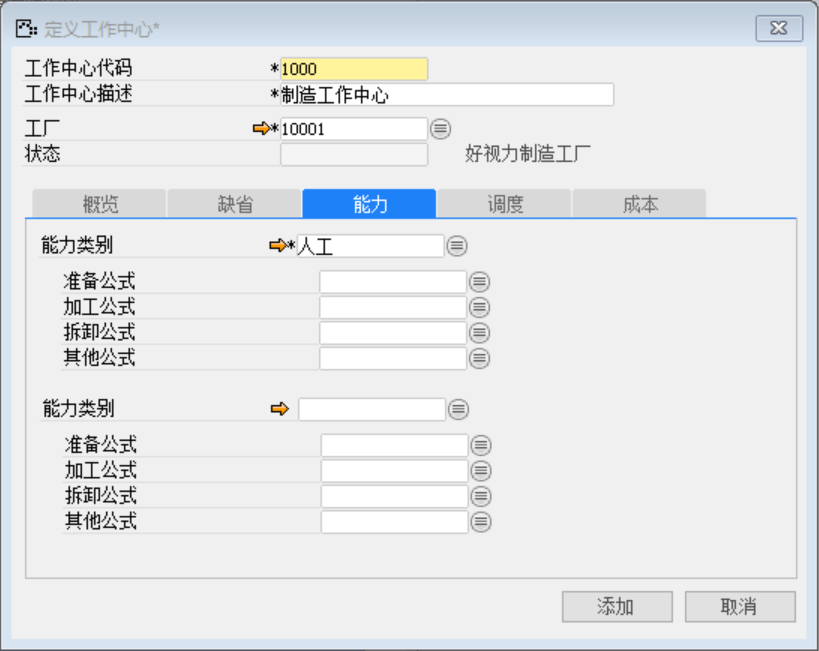 定义工作中心*
工作中心代码 *1000
工作中心描述 *制造工作中心
工厂 *10001
状态 好视力制造工厂
概览 缺省 能力 调度 成本
能力类别 *人工
准备公式
加工公式
拆卸公式
其他公式
能力类别
准备公式
加工公式
拆卸公式
其他公式
添加 取消